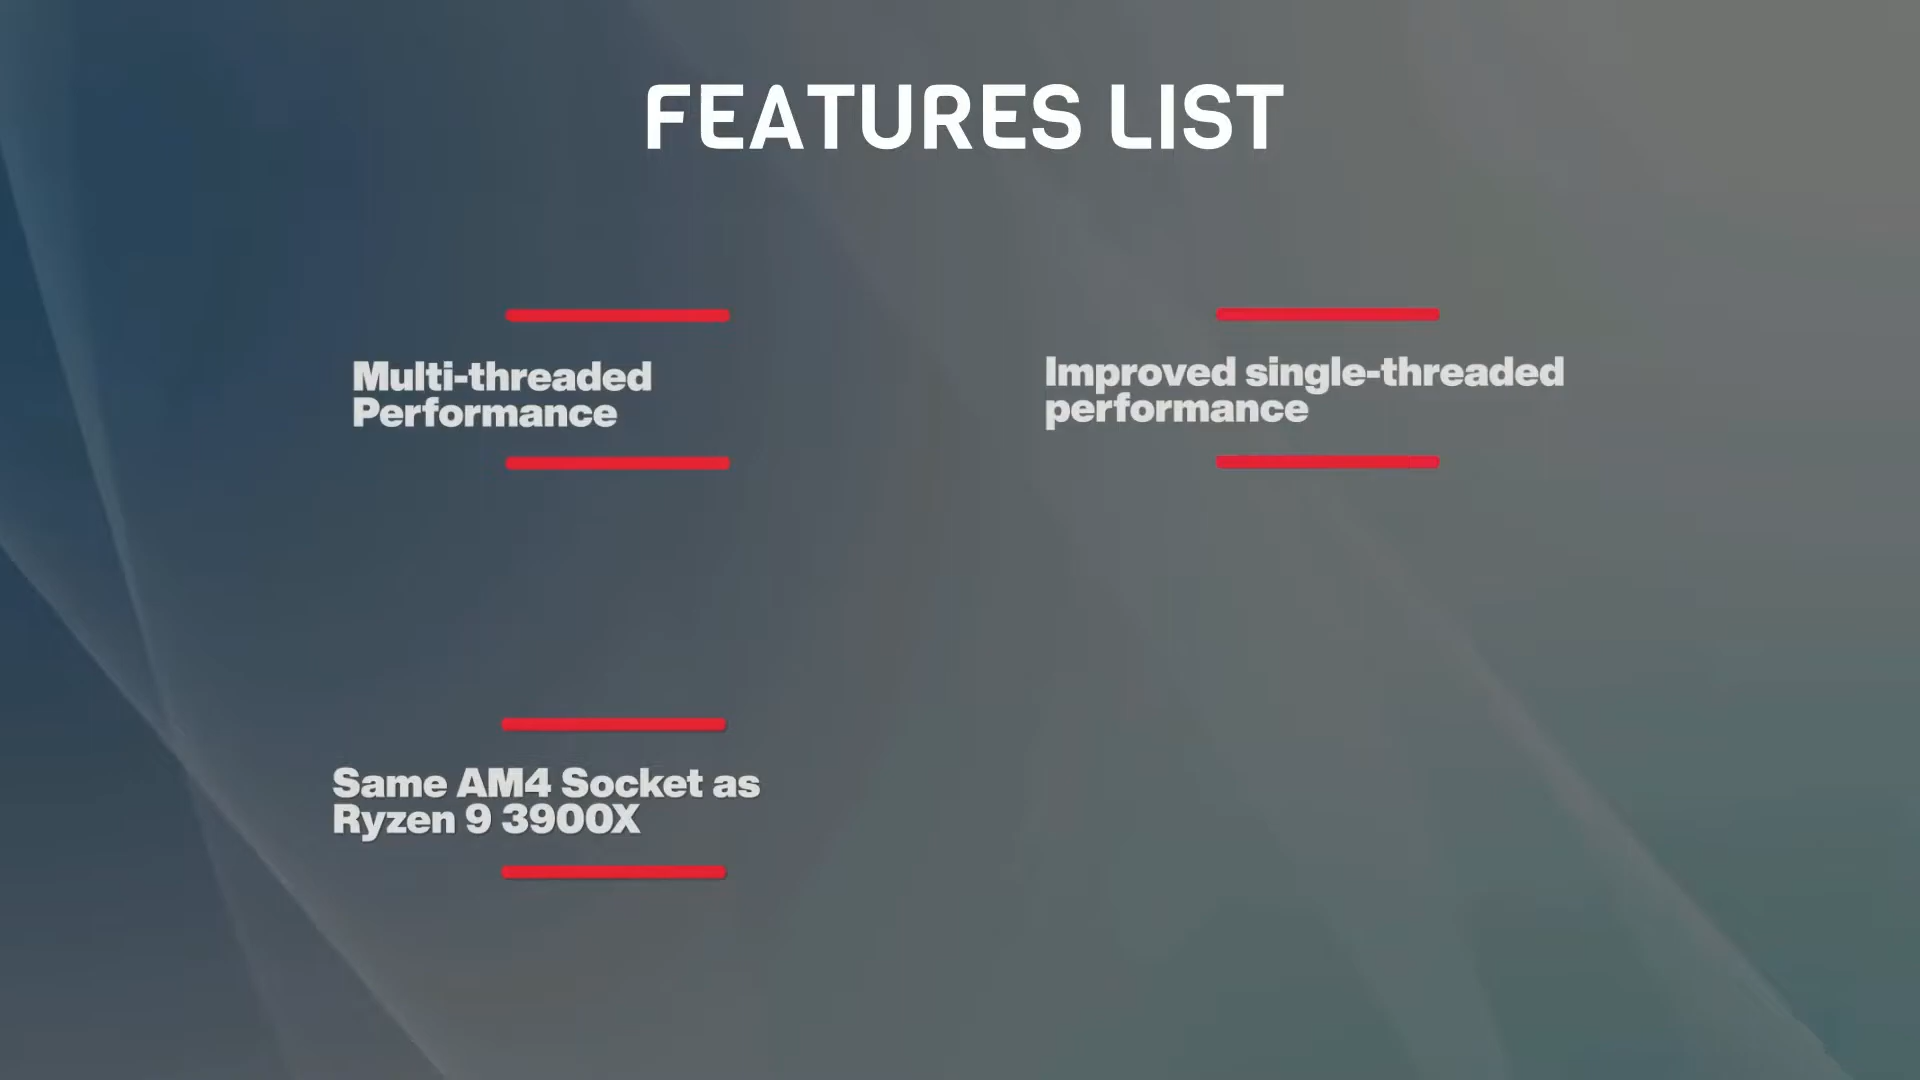 FEATURES LIST
Multi-threaded
Performance
Improved single-threaded
performance
Same AM4 Socket as
Ryzen 9 3900X